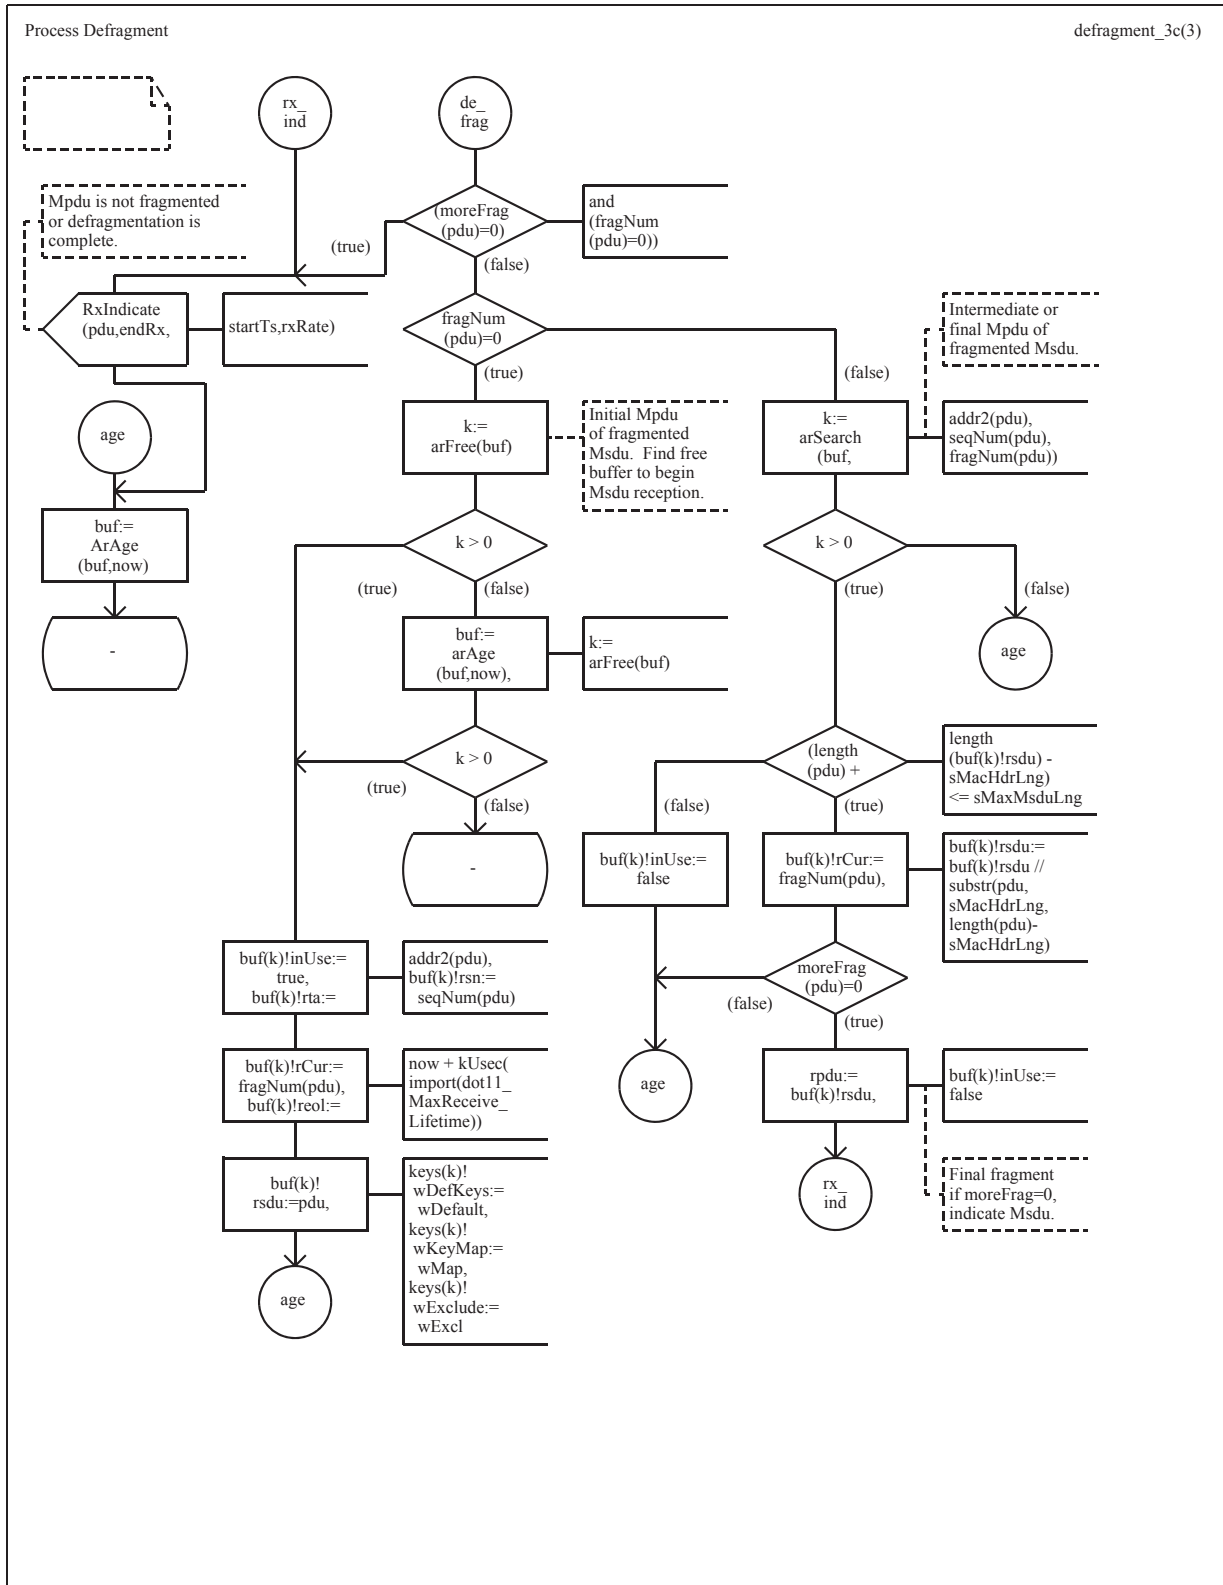 Process Defragment
defragment_3c(3)
rx_
ind
de_
frag
Mpdu is not fragmented
or defragmentation is
complete.
(moreFrag
(pdu)=0)
and
(fragNum
(pdu)=0))
(true)
(false)
RxIndicate
(pdu,endRx,
startTs,rxRate)
fragNum
(pdu)=0
Intermediate or
final Mpdu of
fragmented Msdu.
(true)
(false)
age
k:=
arFree(buf)
Initial Mpdu
of fragmented
Msdu.  Find free
buffer to begin
Msdu reception.
k:=
arSearch
(buf,
addr2(pdu),
seqNum(pdu),
fragNum(pdu))
buf:=
ArAge
(buf,now)
k > 0
k > 0
(true)
(false)
(true)
(false)
-
buf:=
arAge
(buf,now),
k:=
arFree(buf)
age
k > 0
(length
(pdu) +
length
(buf(k)!rsdu) -
sMacHdrLng)
<= sMaxMsduLng
(true)
(false)
(false)
(true)
-
buf(k)!inUse:=
false
buf(k)!rCur:=
fragNum(pdu),
buf(k)!rsdu:=
buf(k)!rsdu //
substr(pdu,
sMacHdrLng,
length(pdu)-
sMacHdrLng)
buf(k)!inUse:=
true,
buf(k)!rta:=
addr2(pdu),
buf(k)!rsn:=
seqNum(pdu)
moreFrag
(pdu)=0
(false)
(true)
buf(k)!rCur:=
fragNum(pdu),
buf(k)!reol:=
now + kUsec(
import(dot11_
MaxReceive_
Lifetime))
age
rpdu:=
buf(k)!rsdu,
buf(k)!inUse:=
false
buf(k)!
rsdu:=pdu,
keys(k)!
wDefKeys:=
wDefault,
keys(k)!
wKeyMap:=
wMap,
keys(k)!
wExclude:=
wExcl
rx_
ind
Final fragment
if moreFrag=0,
indicate Msdu.
age